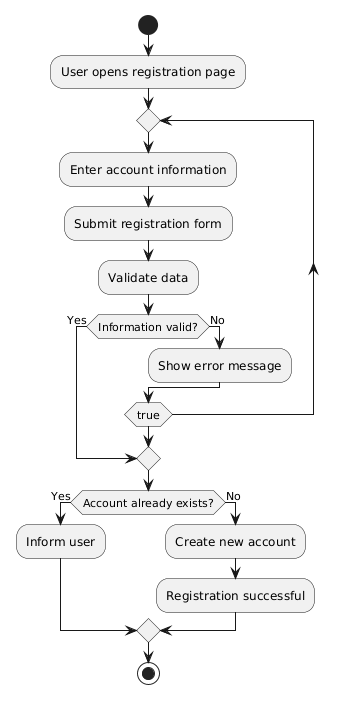 User opens registration page
Enter account information
Submit registration form
Validate data
Yes
Information valid?
No
Show error message
true
Yes
Account already exists?
No
Inform user
Create new account
Registration successful